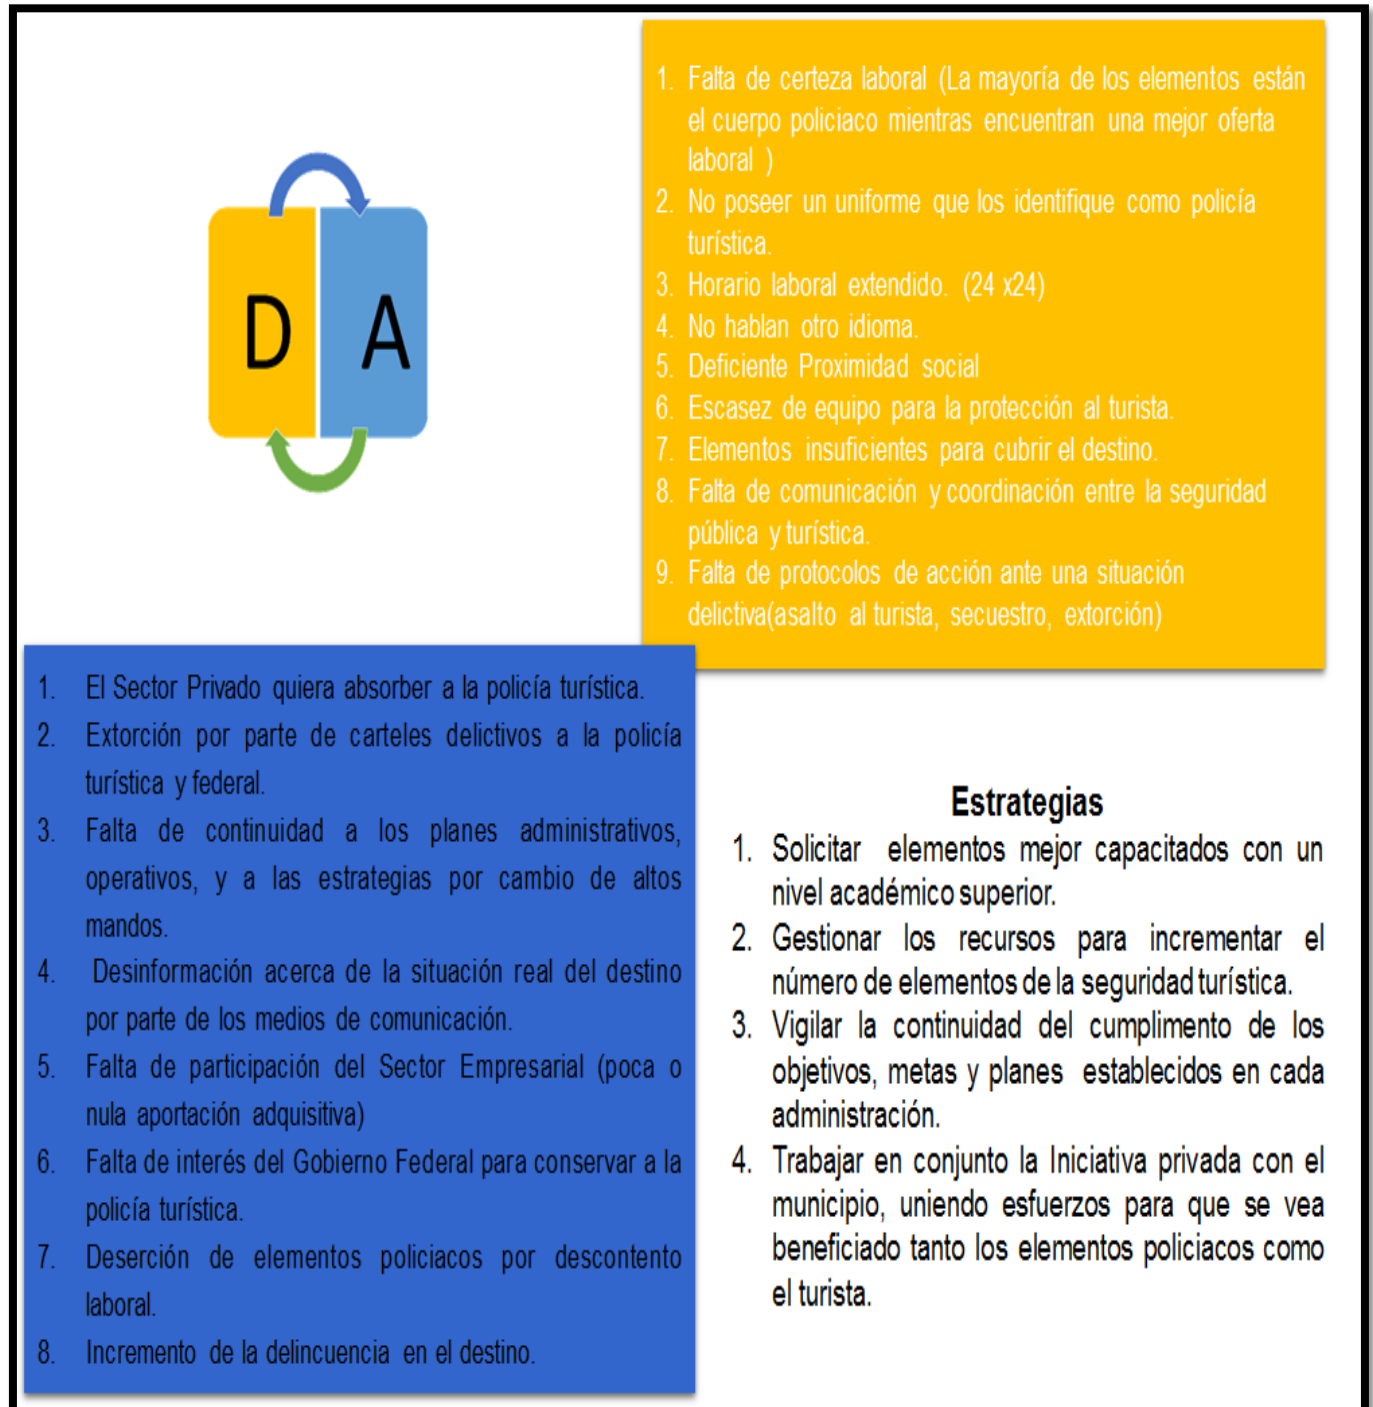 D A
1. Falta de certeza laboral (La mayoría de los elementos están
el cuerpo policiaco mientras encuentran una mejor oferta
laboral )
2. No poseer un uniforme que los identifique como policía
turística.
3. Horario laboral extendido. (24 x24)
4. No hablan otro idioma.
5. Deficiente Proximidad social
6. Escasez de equipo para la protección al turista.
7. Elementos insuficientes para cubrir el destino.
8. Falta de comunicación y coordinación entre la seguridad
pública y turística.
9. Falta de protocolos de acción ante una situación
delictiva(asalto al turista, secuestro, extorción)
1. El Sector Privado quiera absorber a la policía turística.
2. Extorción por parte de carteles delictivos a la policía
turística y federal.
3. Falta de continuidad a los planes administrativos,
operativos, y a las estrategias por cambio de altos
mandos.
4. Desinformación acerca de la situación real del destino
por parte de los medios de comunicación.
5. Falta de participación del Sector Empresarial (poca o
nula aportación adquisitiva)
6. Falta de interés del Gobierno Federal para conservar a la
policía turística.
7. Deserción de elementos policiacos por descontento
laboral.
8. Incremento de la delincuencia en el destino.
Estrategias
1. Solicitar elementos mejor capacitados con un
nivel académico superior.
2. Gestionar los recursos para incrementar el
número de elementos de la seguridad turística.
3. Vigilar la continuidad del cumplimento de los
objetivos, metas y planes establecidos en cada
administración.
4. Trabajar en conjunto la Iniciativa privada con el
municipio, uniendo esfuerzos para que se vea
beneficiado tanto los elementos policiacos como
el turista.